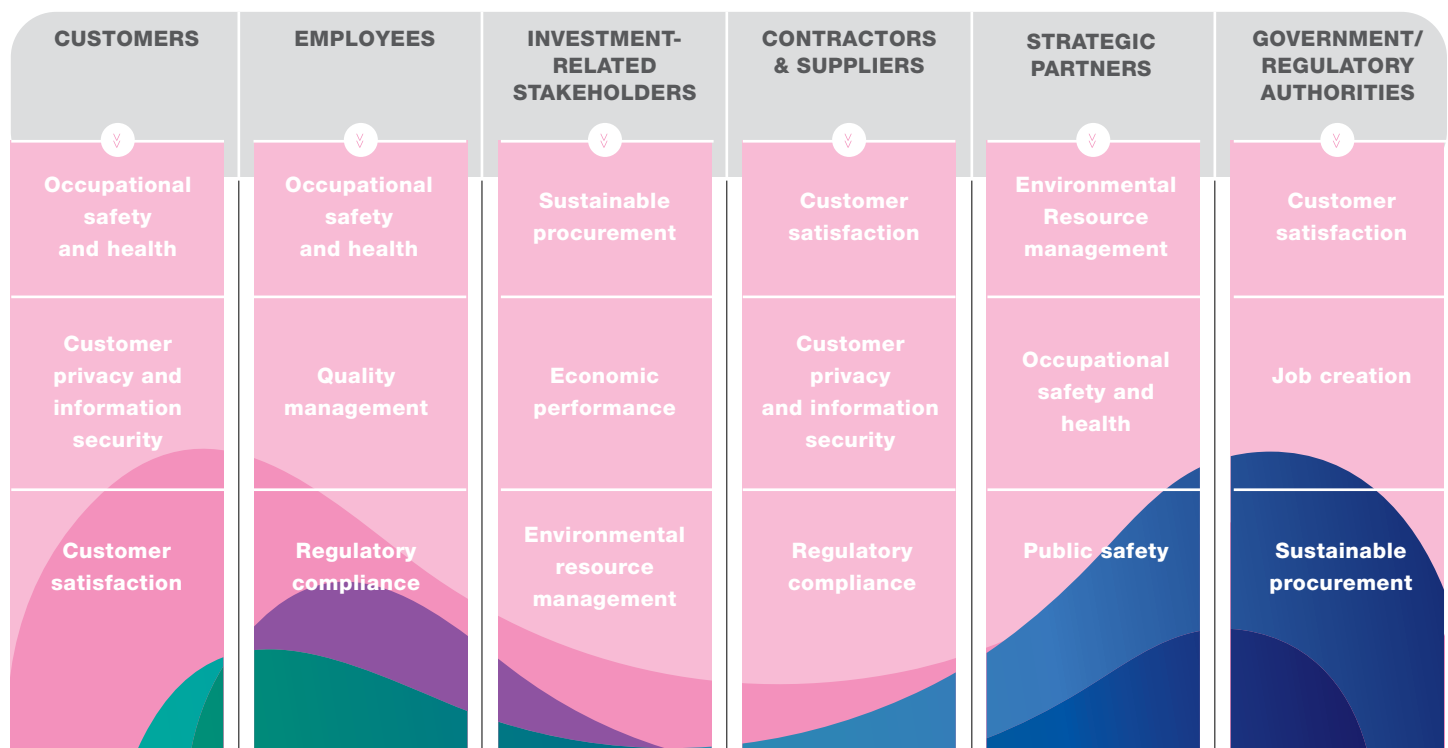 CUSTOMERS
EMPLOYEES
INVESTMENT-
RELATED
STAKEHOLDERS
CONTRACTORS
& SUPPLIERS
STRATEGIC
PARTNERS
GOVERNMENT/
REGULATORY
AUTHORITIES
Occupational
safety
and health
Occupational
safety
and health
Sustainable
procurement
Customer
satisfaction
Environmental
Resource
management
Customer
satisfaction
Customer
privacy and
information
security
Quality
management
Economic
performance
Customer
privacy
and information
security
Occupational
safety and
health
Job creation
Customer
satisfaction
Regulatory
compliance
Environmental
resource
management
Regulatory
compliance
Public safety
Sustainable
procurement